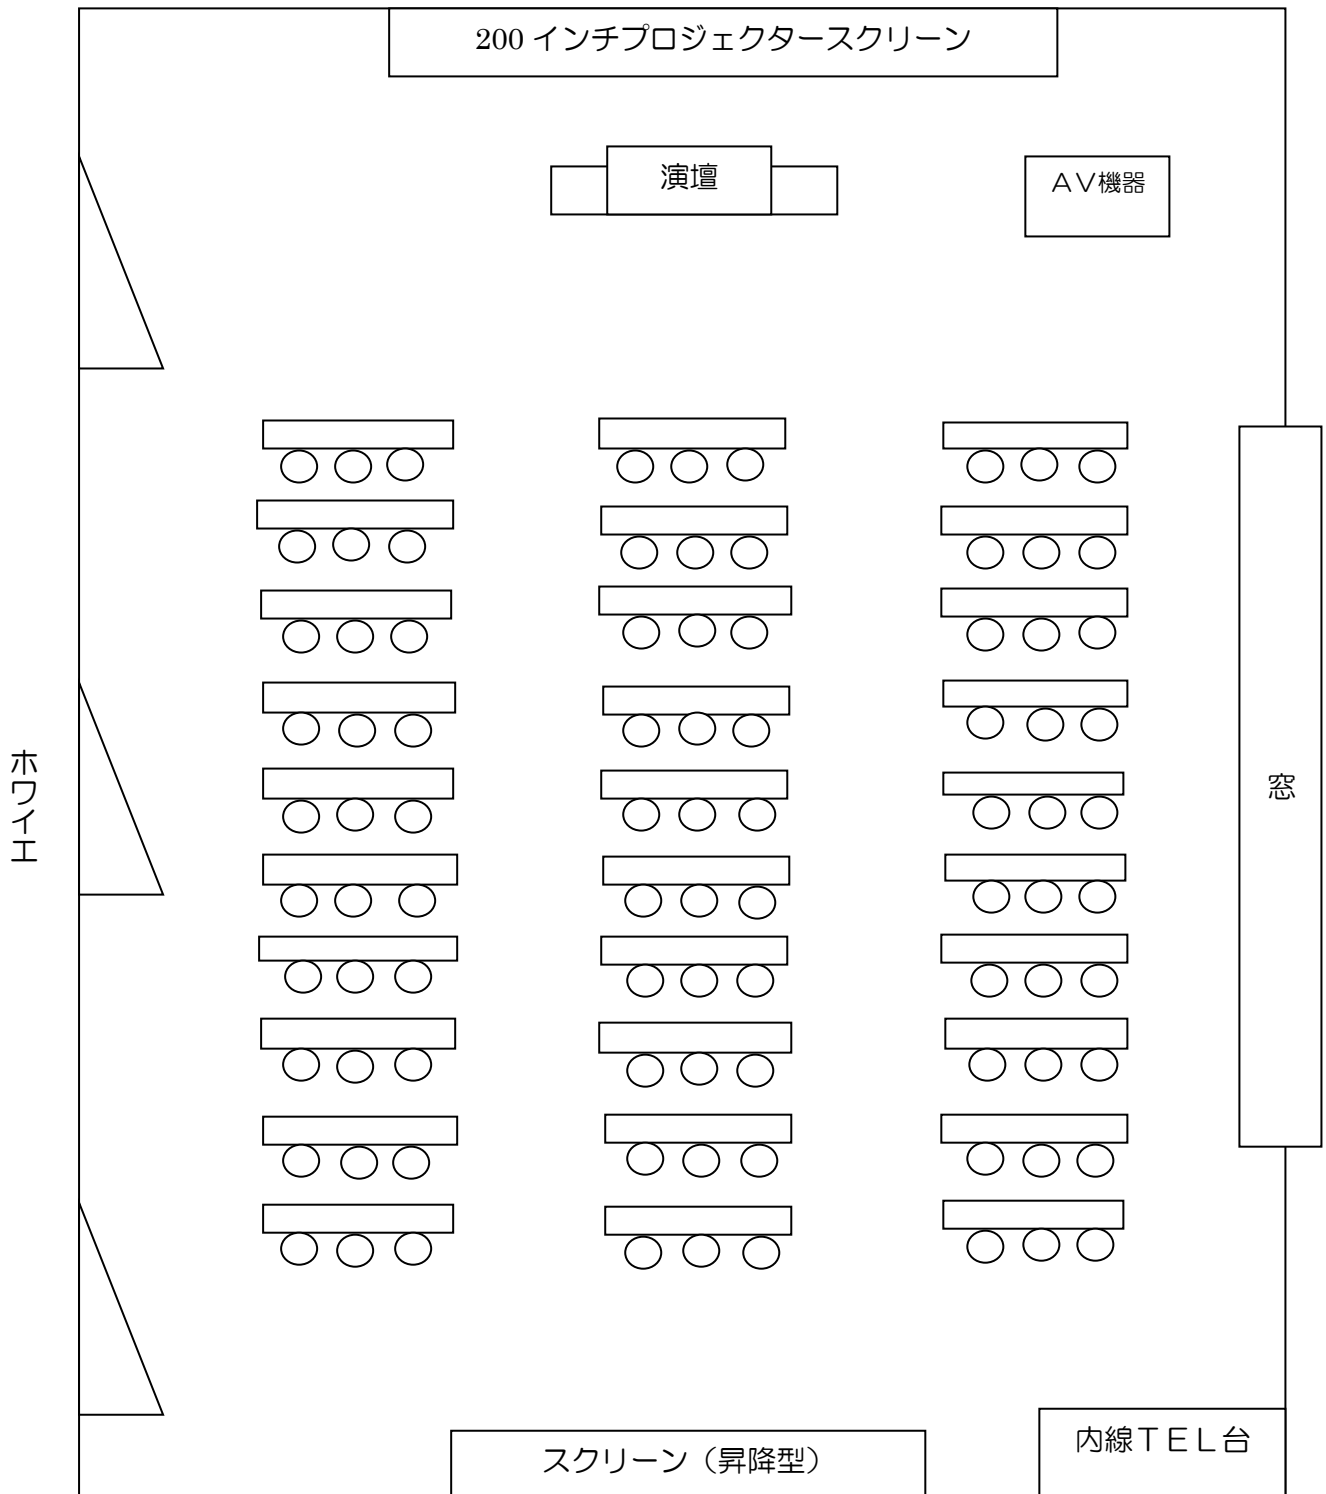 200 インチプロジェクタースクリーン
演壇
ＡＶ機器
ホワイエ
窓
内線ＴＥＬ台
スクリーン（昇降型）